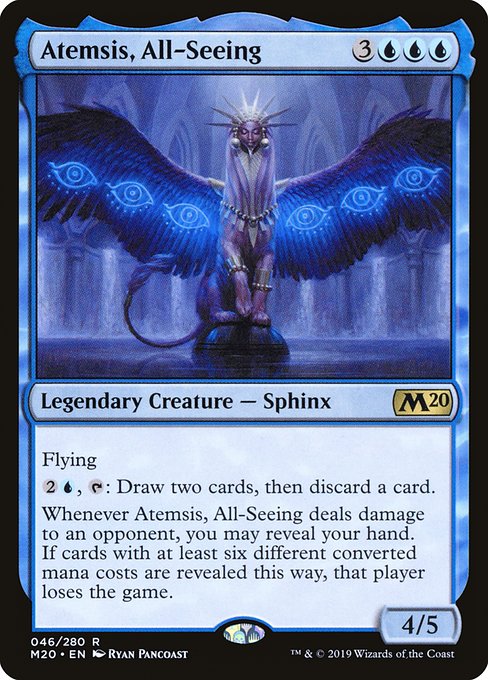 Atemsis, All-Seeing 3
Legendary Creature — Sphinx M20
Flying
2, : Draw two cards, then discard a card.
Whenever Atemsis, All-Seeing deals damage
to an opponent, you may reveal your hand.
If cards with at least six different converted
mana costs are revealed this way, that player
loses the game.
4/5
046/280 R
M20 • EN Ryan Pancoast
™ & © 2019 Wizards of the Coast